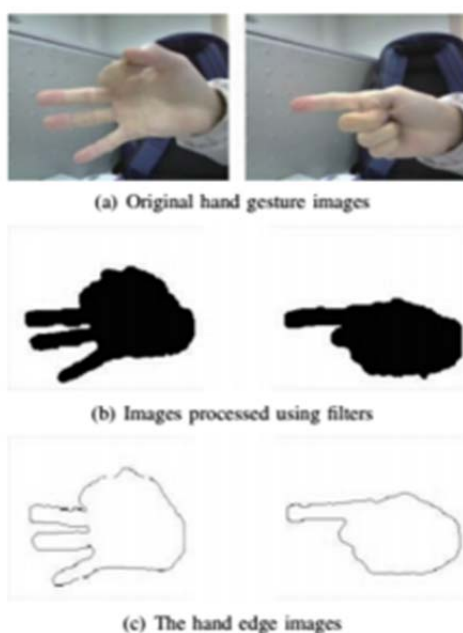 (a) Original hand gesture images
(b) Images processed using filters
(c) The hand edge images